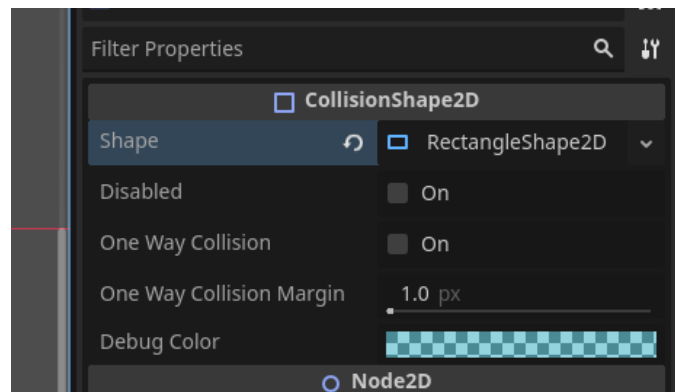 Filter Properties
CollisionShape2D
Shape RectangleShape2D
Disabled On
One Way Collision On
One Way Collision Margin 1.0 px
Debug Color
Node2D